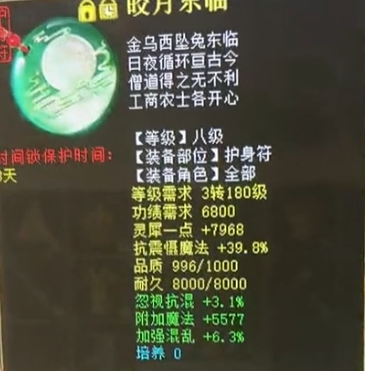 皎月东临
金乌西坠兔东临
日夜循环亘古今
僧道得之无不利
工商农士各开心
【等级】八级
【装备部位】护身符
时间锁保护时间:
【装备角色】全部
天
等级需求 3转180级
功绩需求 6800
灵犀一点 +7968
抗震慑魔法 +39.8%
品质 996/1000
耐久 8000/8000
忽视抗混 +3.1%
附加魔法 +5577
加强混乱 +6.3%
培养 0